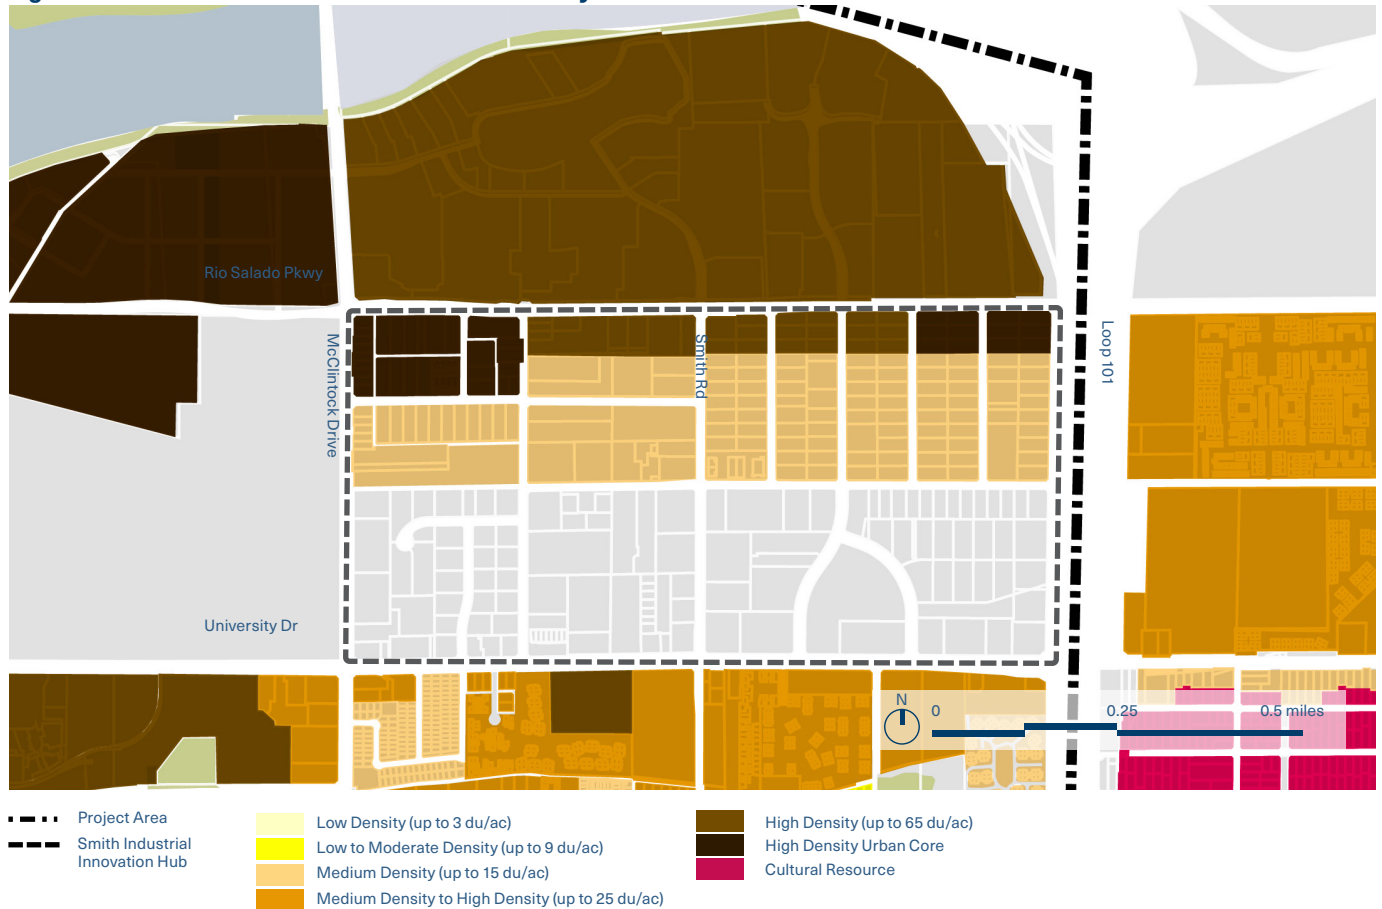 Rio Salado Pkwy
McClintock Drive
Smith Rd
Loop 101
University Dr
N
0
0.25
0.5 miles
Project Area
Smith Industrial
Innovation Hub
Low Density (up to 3 du/ac)
Low to Moderate Density (up to 9 du/ac)
Medium Density (up to 15 du/ac)
Medium Density to High Density (up to 25 du/ac)
High Density (up to 65 du/ac)
High Density Urban Core
Cultural Resource